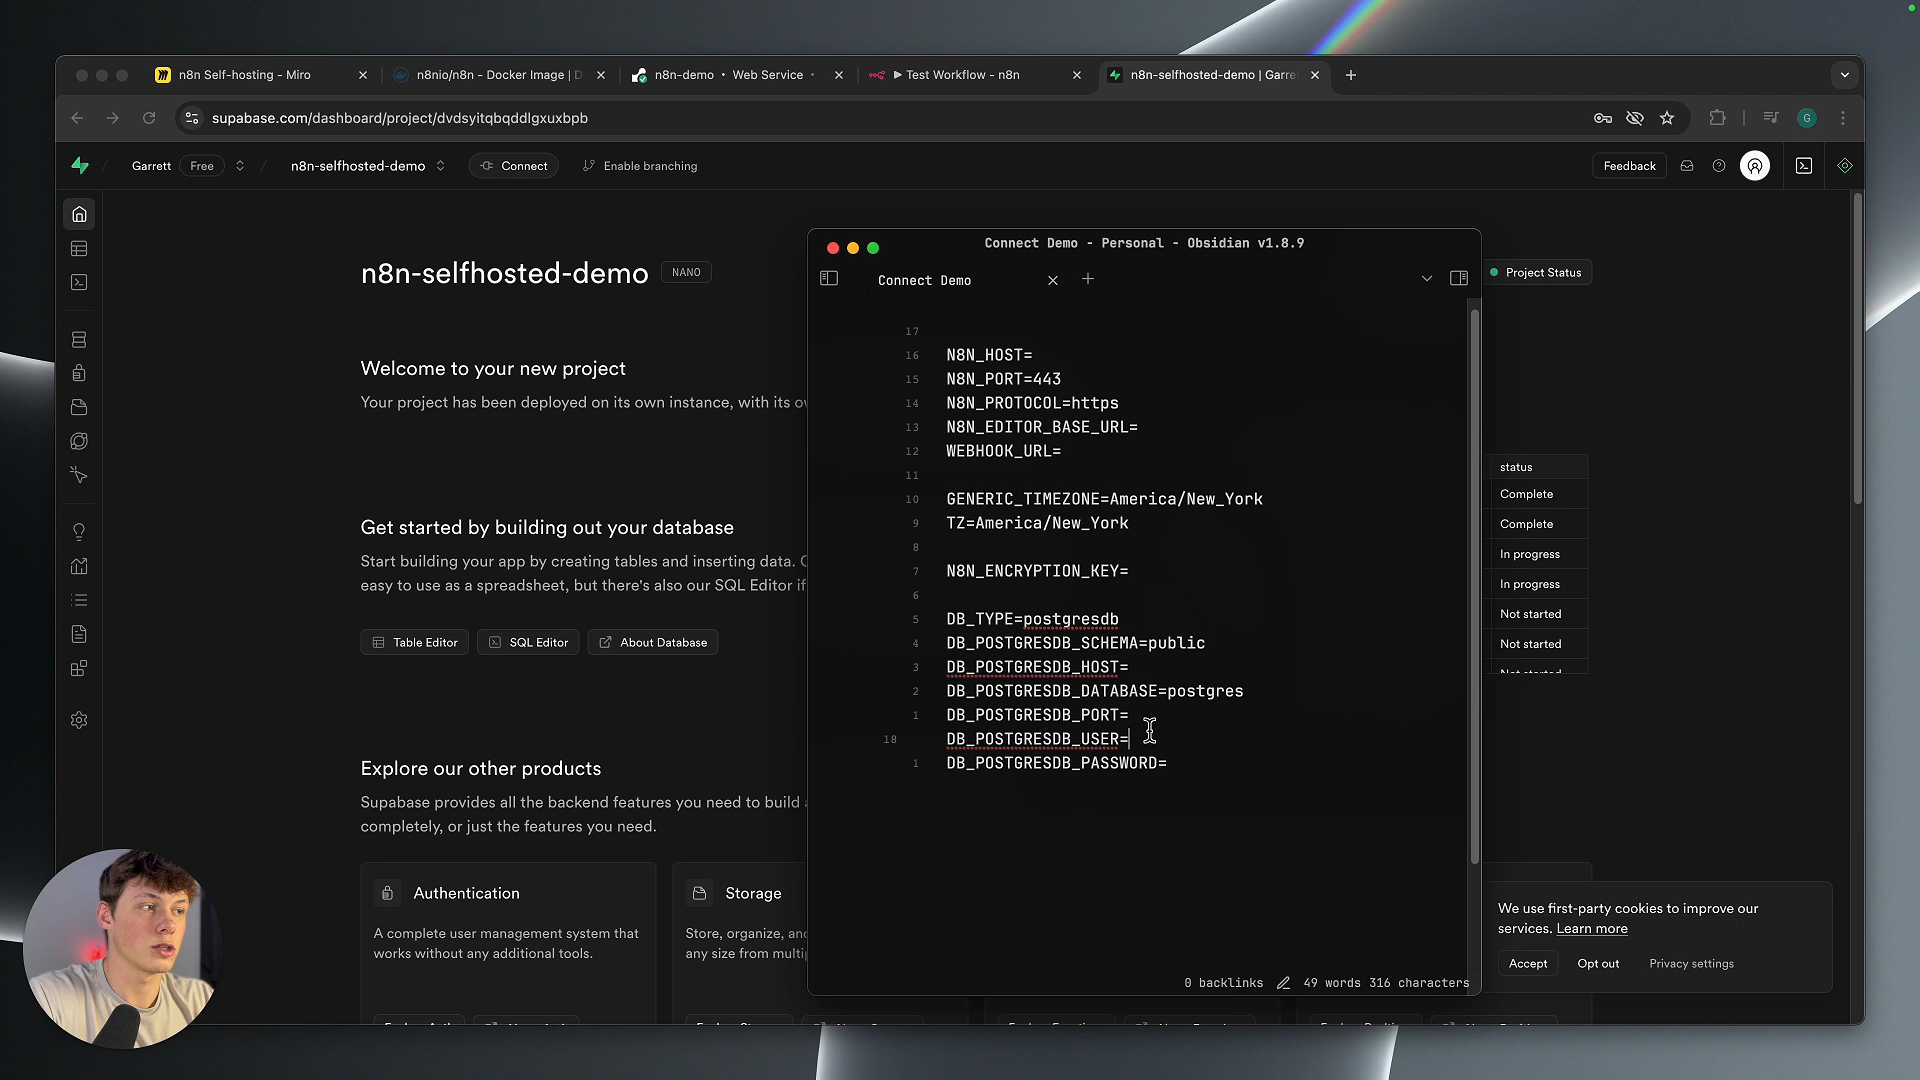 n8n Self-hosting - Miro
n8nio/n8n - Docker Image | D
n8n-demo • Web Service •
Test Workflow - n8n
n8n-selfhosted-demo | Garre
supabase.com/dashboard/project/dvdsyitqbqddlgxuxbpb
G
Garrett
Free
n8n-selfhosted-demo
Connect
Enable branching
Feedback
n8n-selfhosted-demo
NANO
Project Status
Welcome to your new project
Your project has been deployed on its own instance, with its ow
Get started by building out your database
Start building your app by creating tables and inserting data. O
easy to use as a spreadsheet, but there's also our SQL Editor if
Table Editor
SQL Editor
About Database
Explore our other products
Supabase provides all the backend features you need to build a
completely, or just the features you need.
Authentication
A complete user management system that
works without any additional tools.
Storage
Store, organize, and
any size from multip
status
Complete
Complete
In progress
In progress
Not started
Not started
Not started
Connect Demo - Personal - Obsidian v1.8.9
Connect Demo
17
16 N8N_HOST=
15 N8N_PORT=443
14 N8N_PROTOCOL=https
13 N8N_EDITOR_BASE_URL=
12 WEBHOOK_URL=
11
10 GENERIC_TIMEZONE=America/New_York
9 TZ=America/New_York
8
7 N8N_ENCRYPTION_KEY=
6
5 DB_TYPE=postgresdb
4 DB_POSTGRESDB_SCHEMA=public
3 DB_POSTGRESDB_HOST=
2 DB_POSTGRESDB_DATABASE=postgres
1 DB_POSTGRESDB_PORT=
18 DB_POSTGRESDB_USER=
1 DB_POSTGRESDB_PASSWORD=
0 backlinks 49 words 316 characters
We use first-party cookies to improve our
services. Learn more
Accept
Opt out
Privacy settings